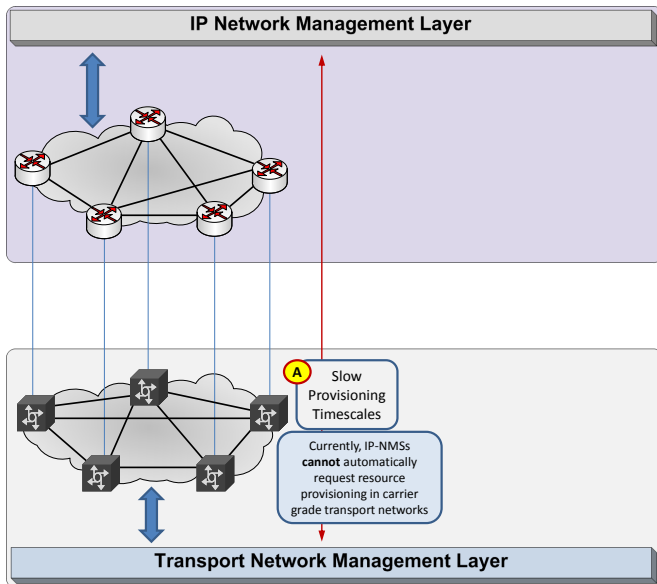 IP Network Management Layer
A
Slow
Provisioning
Timescales
Currently, IP-NMSs
cannot automatically
request resource
provisioning in carrier
grade transport networks
Transport Network Management Layer